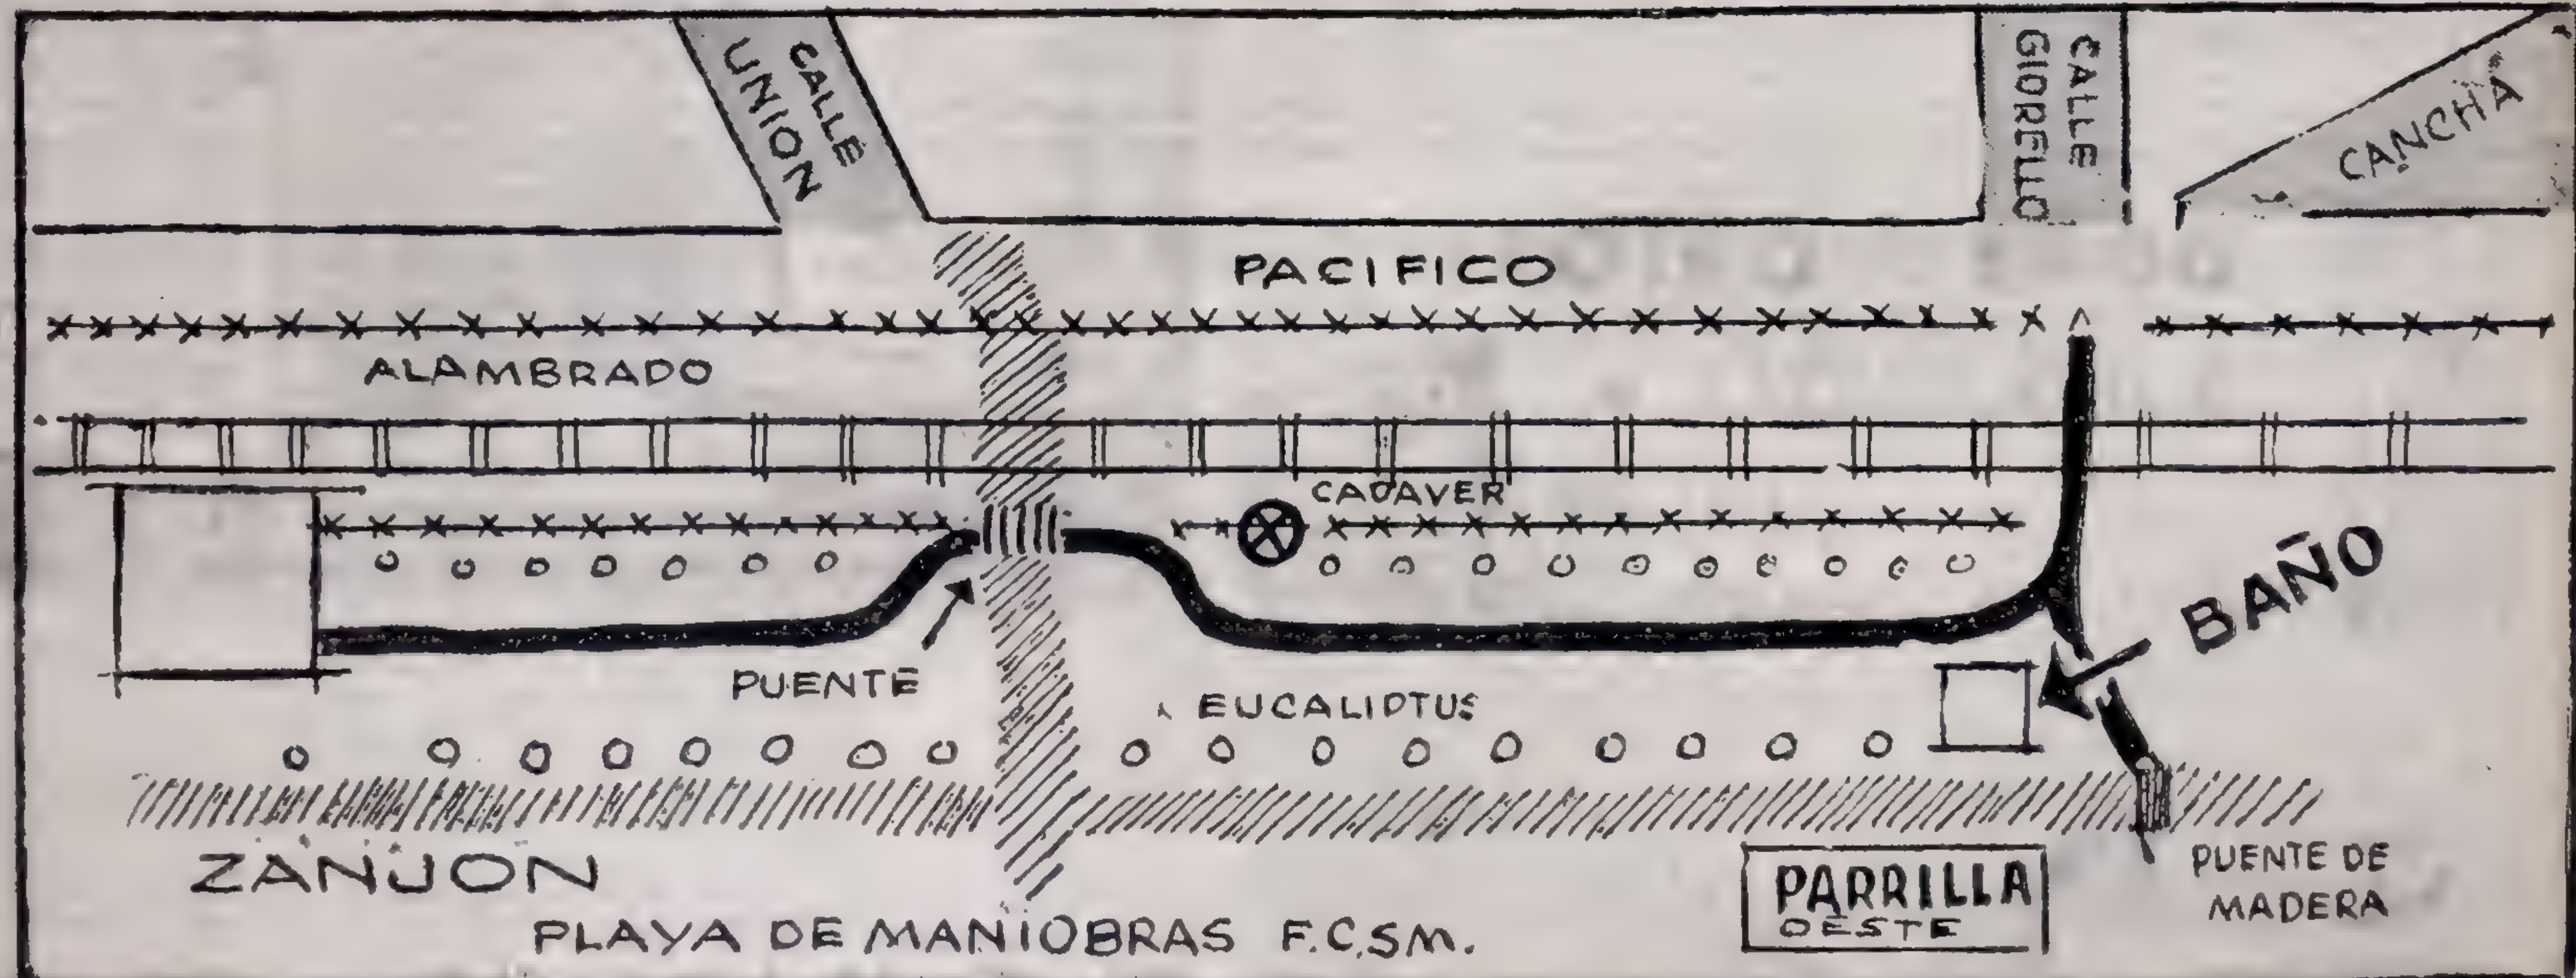 CALLE
UNION
CALLE
GIORELLO
CANCHA
PACIFICO
ALAMBRADO
CADAVER
BAÑO
PUENTE
EUCALIPTUS
ZANJON
PLAYA DE MANIOBRAS F.C.SM.
PARRILLA
OESTE
PUENTE DE
MADERA